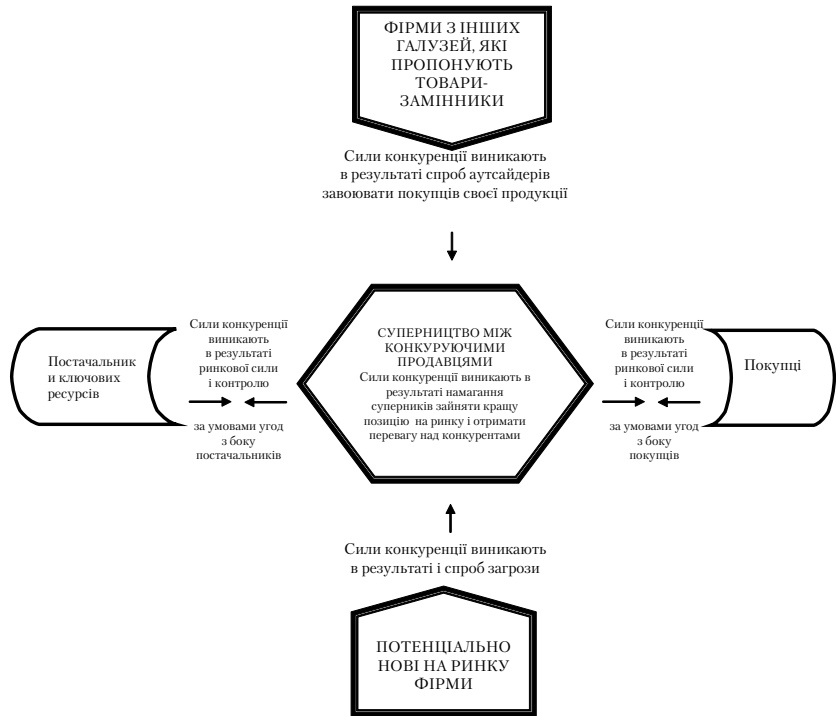 ФІРМИ З ІНШИХ
ГАЛУЗЕЙ, ЯКІ
ПРОПОНУЮТЬ
ТОВАРИ-
ЗАМІННИКИ
Сили конкуренції виникають
в результаті спроб аутсайдерів
завоювати покупців своєї продукції
Постачальник
и ключових
ресурсів
Сили конкуренції
виникають
в результаті
ринкової сили
і контролю
за умовами угод
з боку
постачальників
СУПЕРНИЦТВО МІЖ
КОНКУРУЮЧИМИ
ПРОДАВЦЯМИ
Сили конкуренції виникають в
результаті намагання
суперників зайняти кращу
позицію на ринку і отримати
перевагу над конкурентами
Сили конкуренції
виникають
в результаті
ринкової сили
і контролю
за умовами угод
з боку
покупців
Покупці
Сили конкуренції виникають
в результаті і спроб загрози
ПОТЕНЦІАЛЬНО
НОВІ НА РИНКУ
ФІРМИ